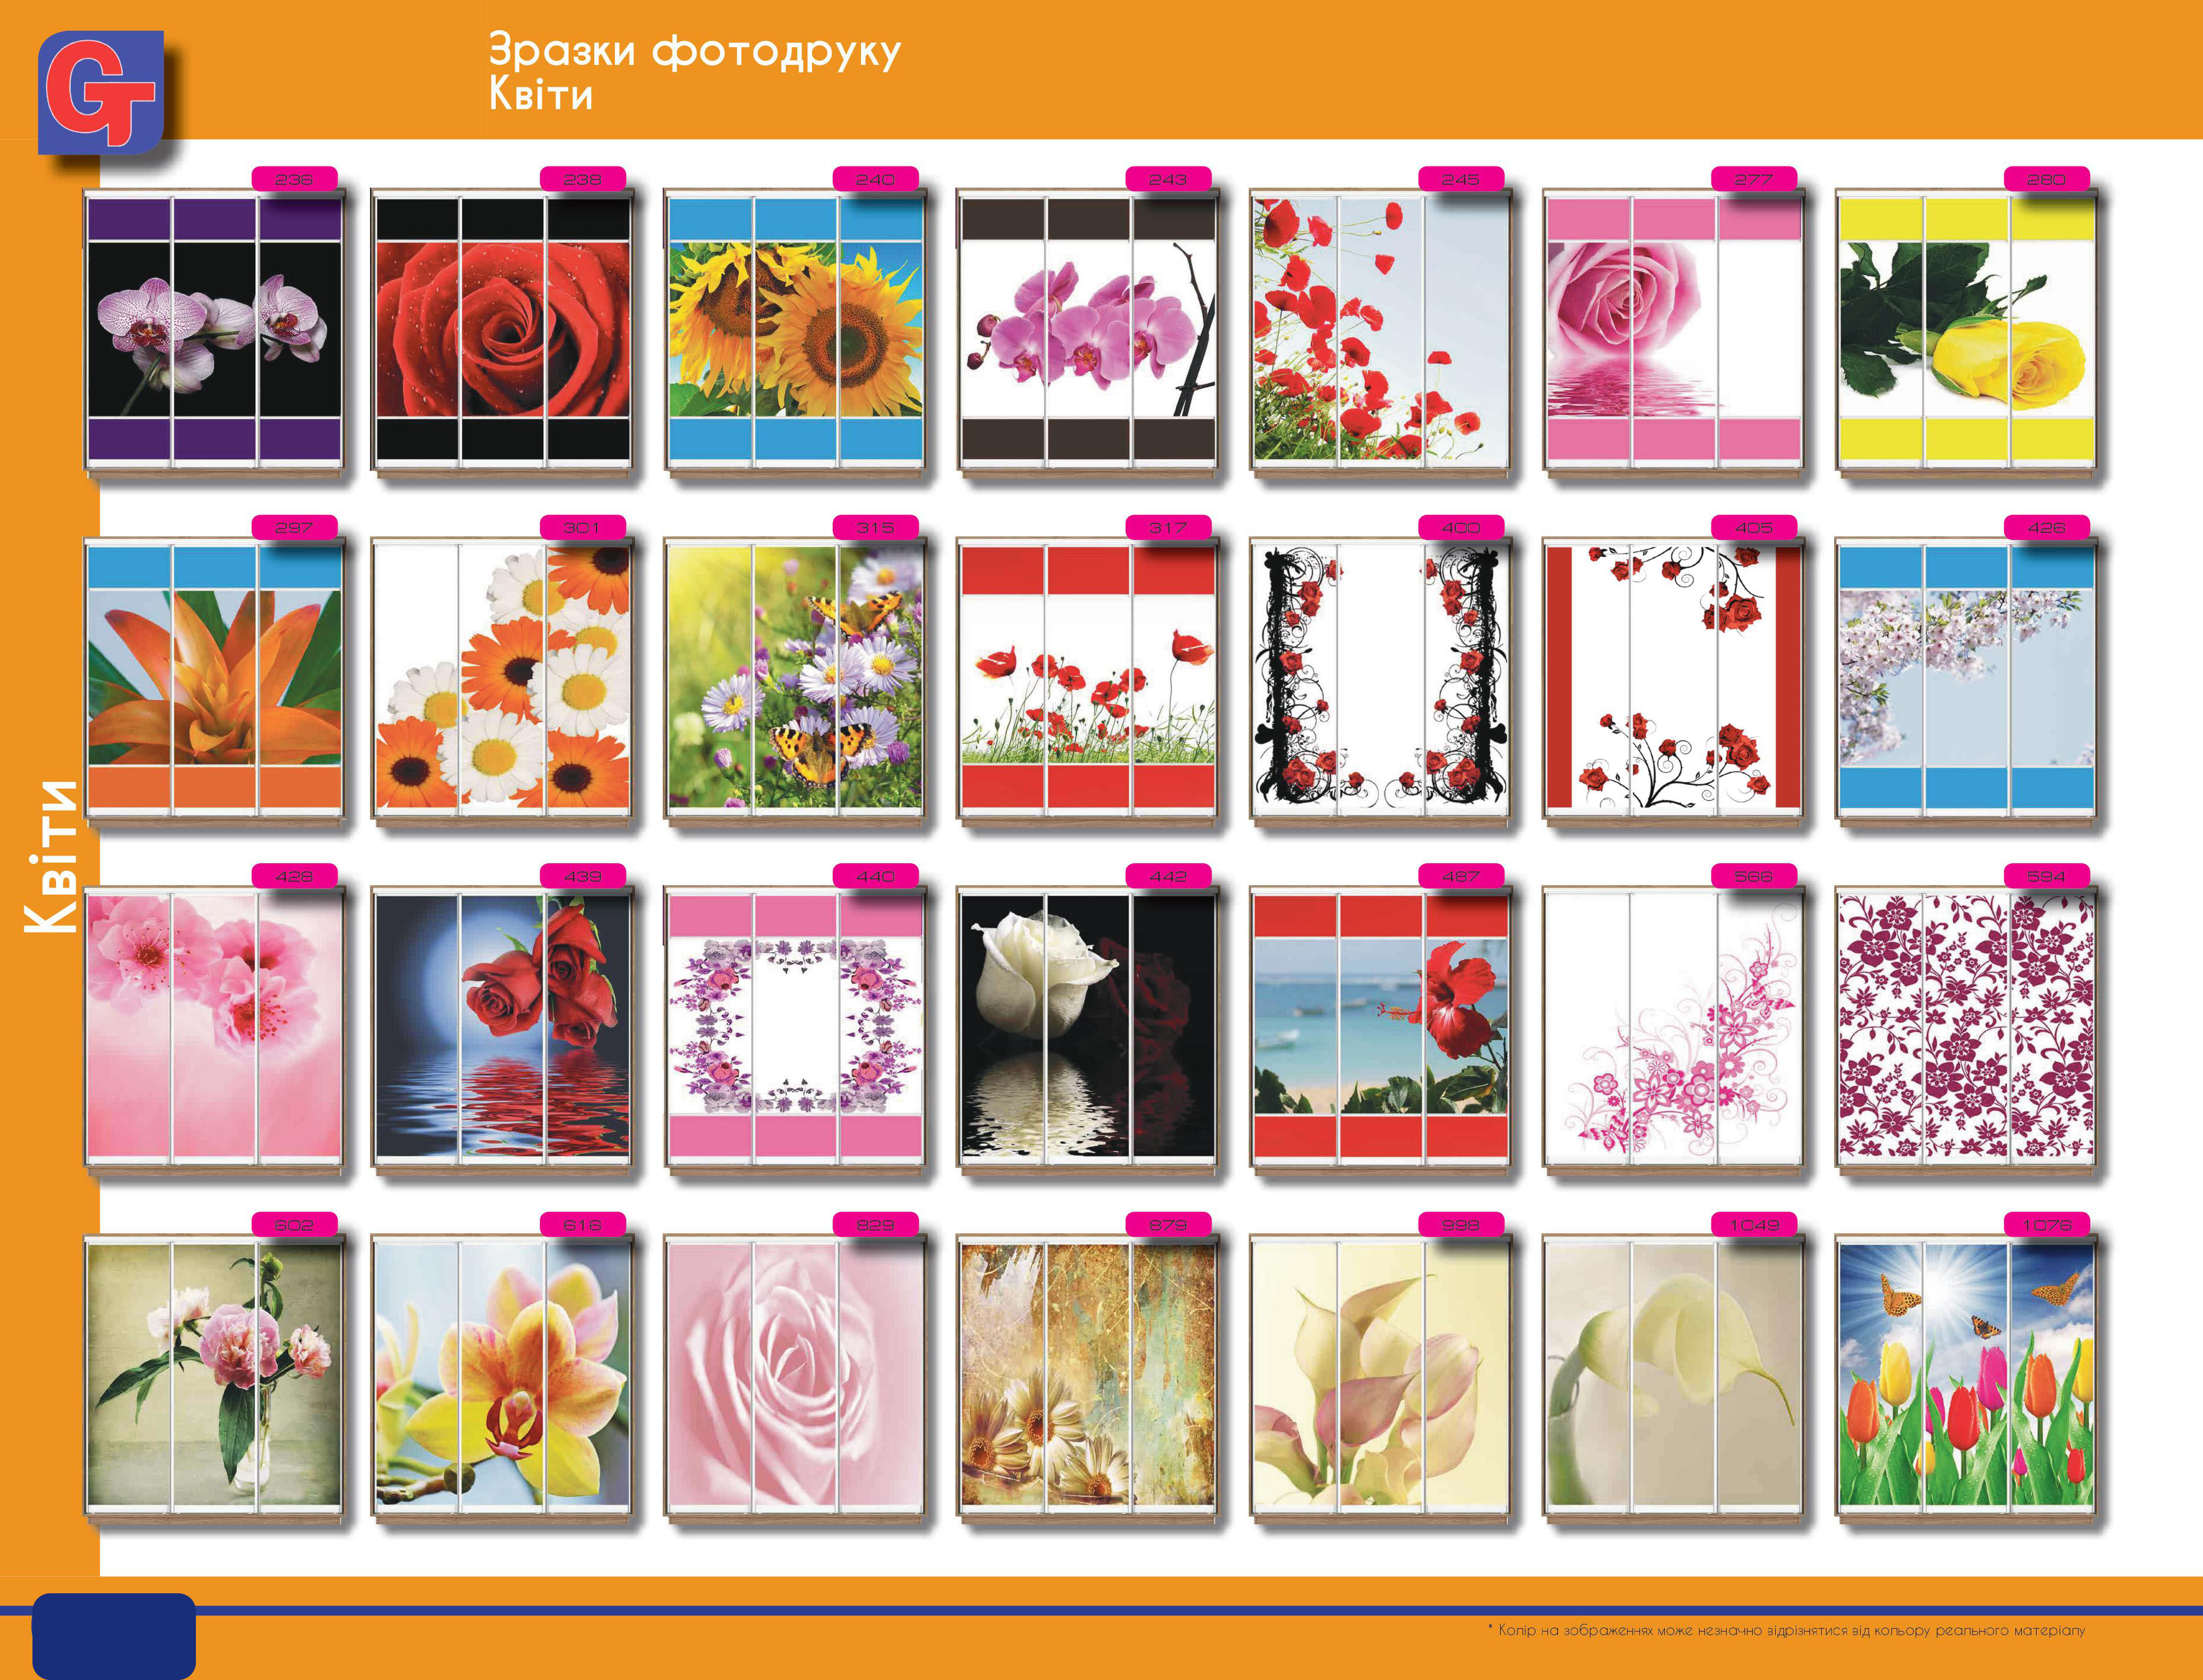 GT
Зразки фотодруку
Квіти
236 238 240 243 245 277 280
297 301 315 317 400 405 426
Квіти
428 439 440 442 487 566 594
602 616 829 879 998 1049 1076
* Колір на зображеннях може незначно відрізнятися від кольору реального матеріалу